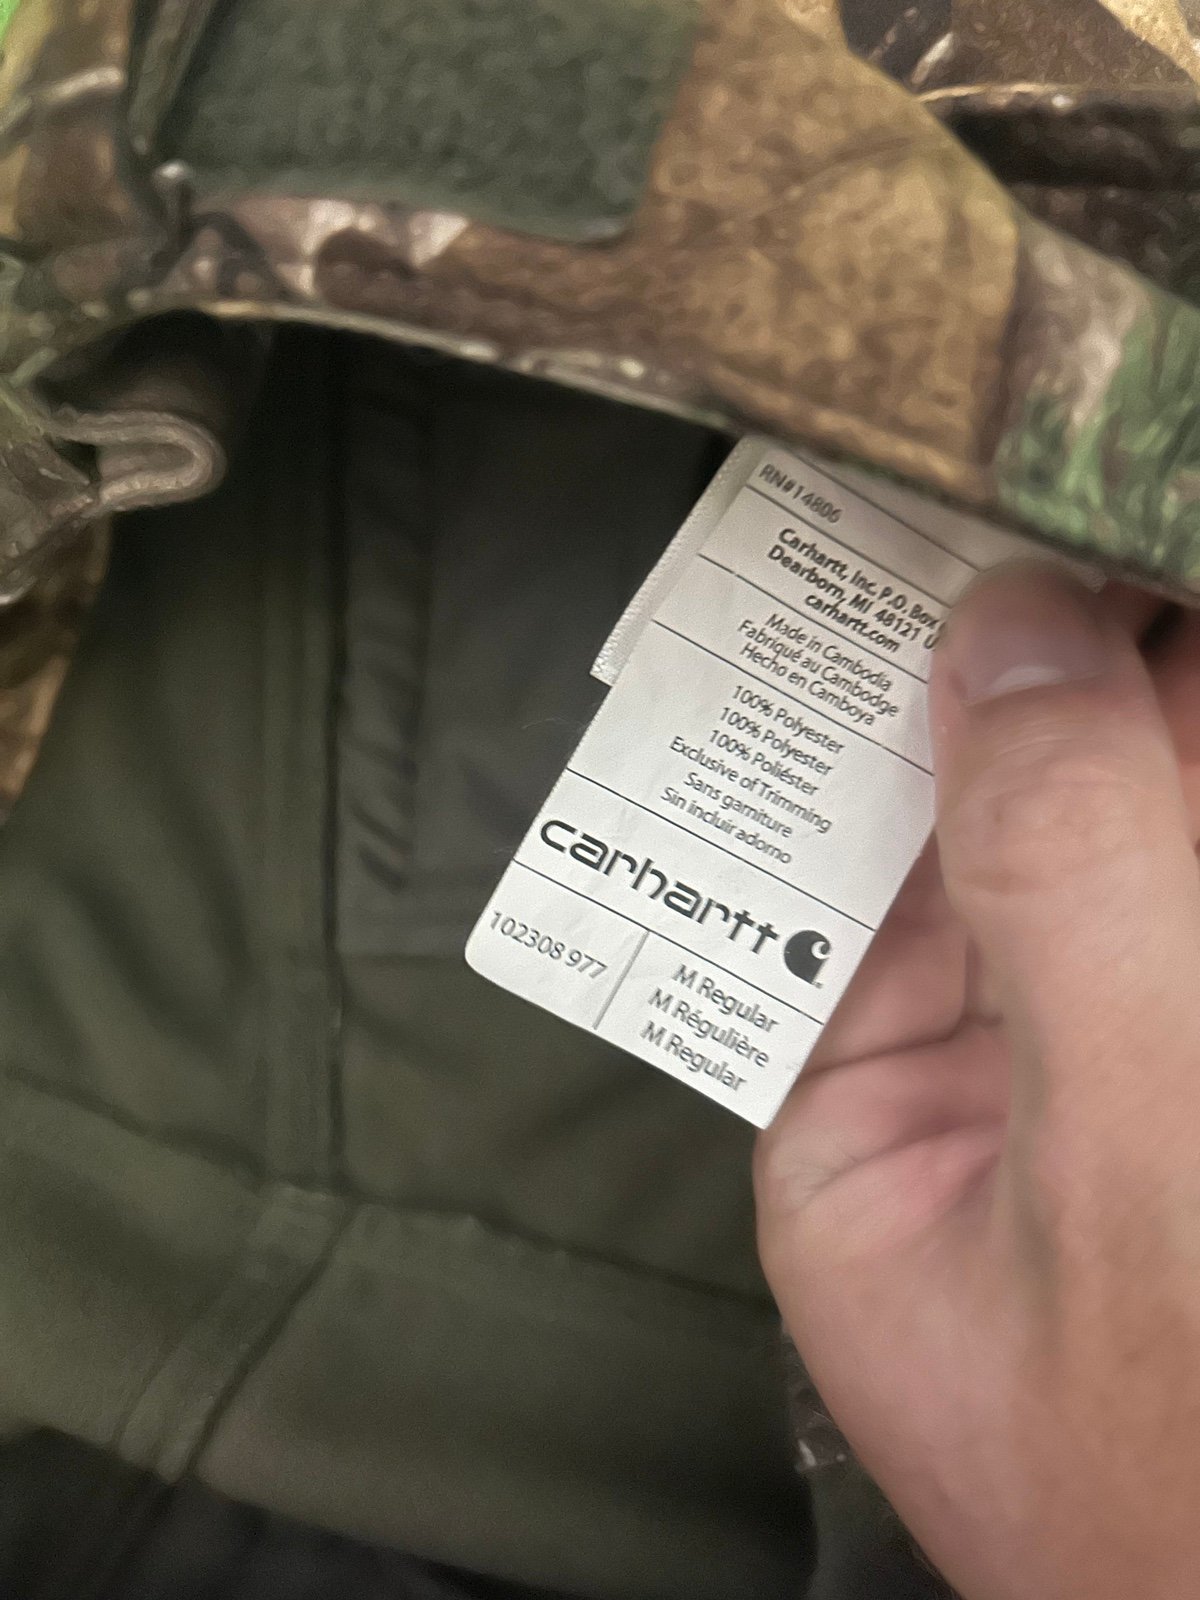 RN#14806
Carhartt, Inc. P.O. Box
Dearborn, MI 48121
carhartt.com
Made in Cambodia
Fabriqué au Cambodge
Hecho en Camboya
100% Polyester
100% Polyester
100% Poliéster
Exclusive of Trimming
Sans garniture
Sin incluir adorno
carhartt
102308 977
M Regular
M Régulière
M Regular